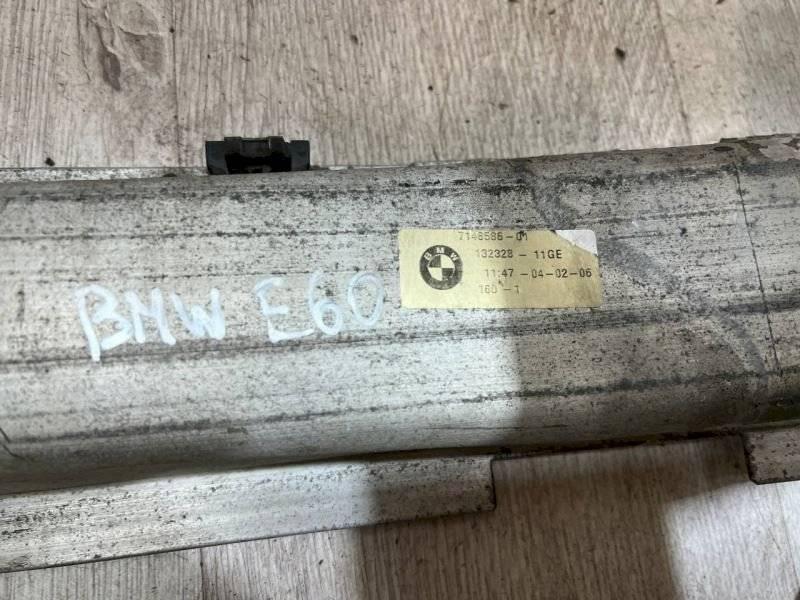 7148586-01
132328 - 11GE
11:47 - 04-02-06
160 - 1
BMW
BMW E60